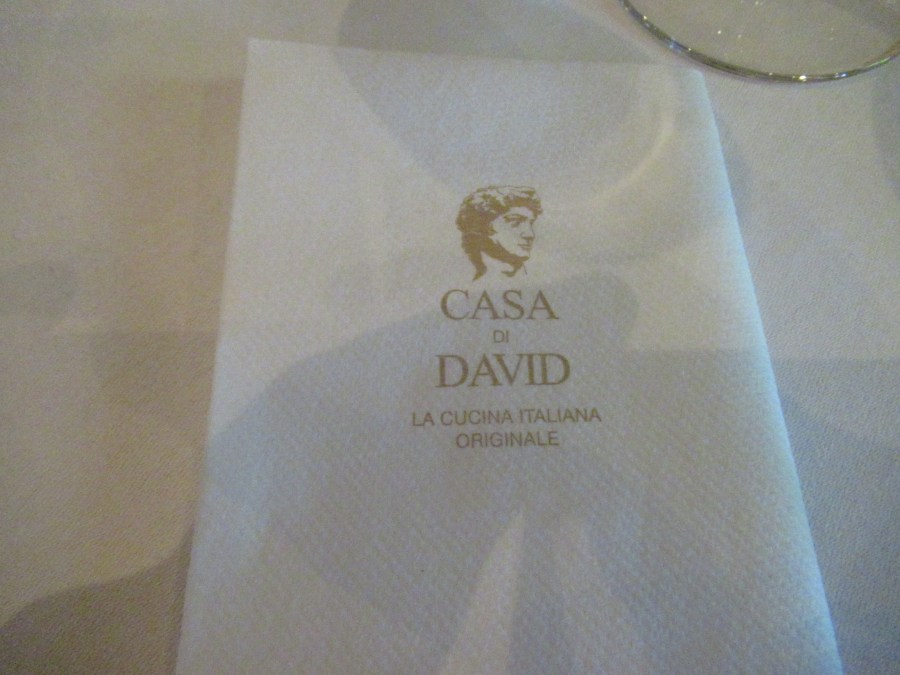 CASA
DI
DAVID
LA CUCINA ITALIANA
ORIGINALE